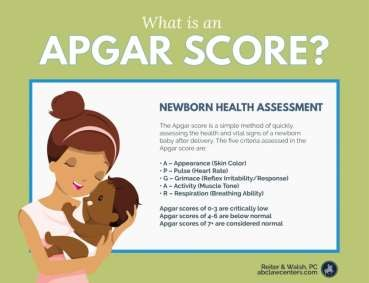 What is an
APGAR SCORE?
NEWBORN HEALTH ASSESSMENT
The Apgar score is a simple method of quickly
assessing the health and vital signs of a newborn
baby after delivery. The five criteria assessed in the
Apgar score are:
• A – Appearance (Skin Color)
• P – Pulse (Heart Rate)
• G – Grimace (Reflex Irritability/Response)
• A – Activity (Muscle Tone)
• R – Respiration (Breathing Ability)
Apgar scores of 0-3 are critically low
Apgar scores of 4-6 are below normal
Apgar scores of 7+ are considered normal
Reiter & Walsh, PC
abclawcenters.com